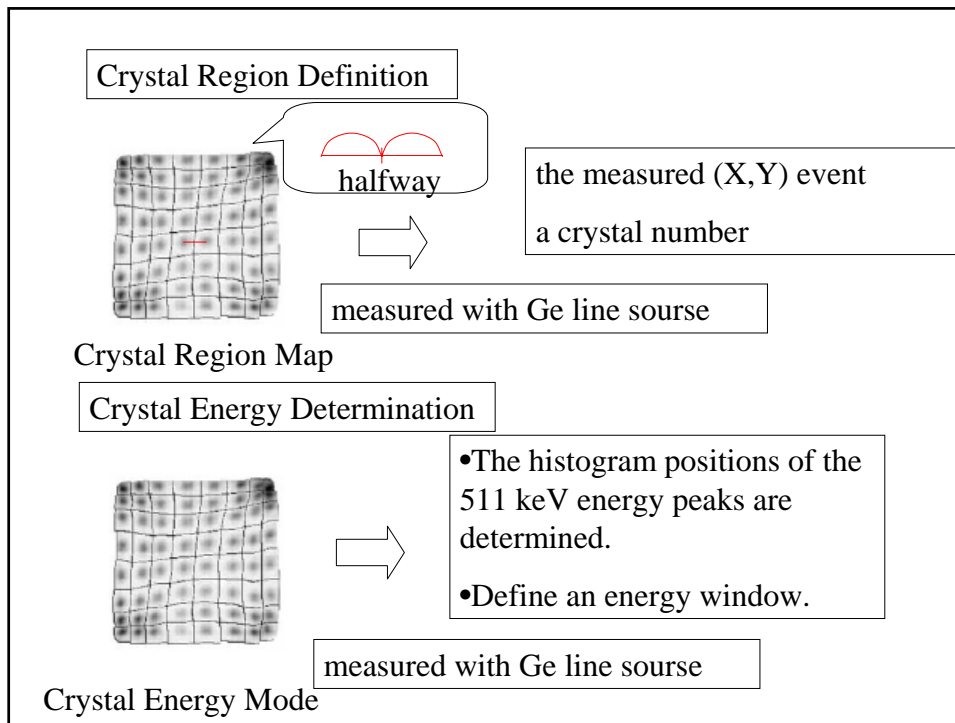 Crystal Region Definition
halfway
the measured (X,Y) event
a crystal number
measured with Ge line sourse
Crystal Region Map
Crystal Energy Determination
•The histogram positions of the
511 keV energy peaks are
determined.
•Define an energy window.
measured with Ge line sourse
Crystal Energy Mode